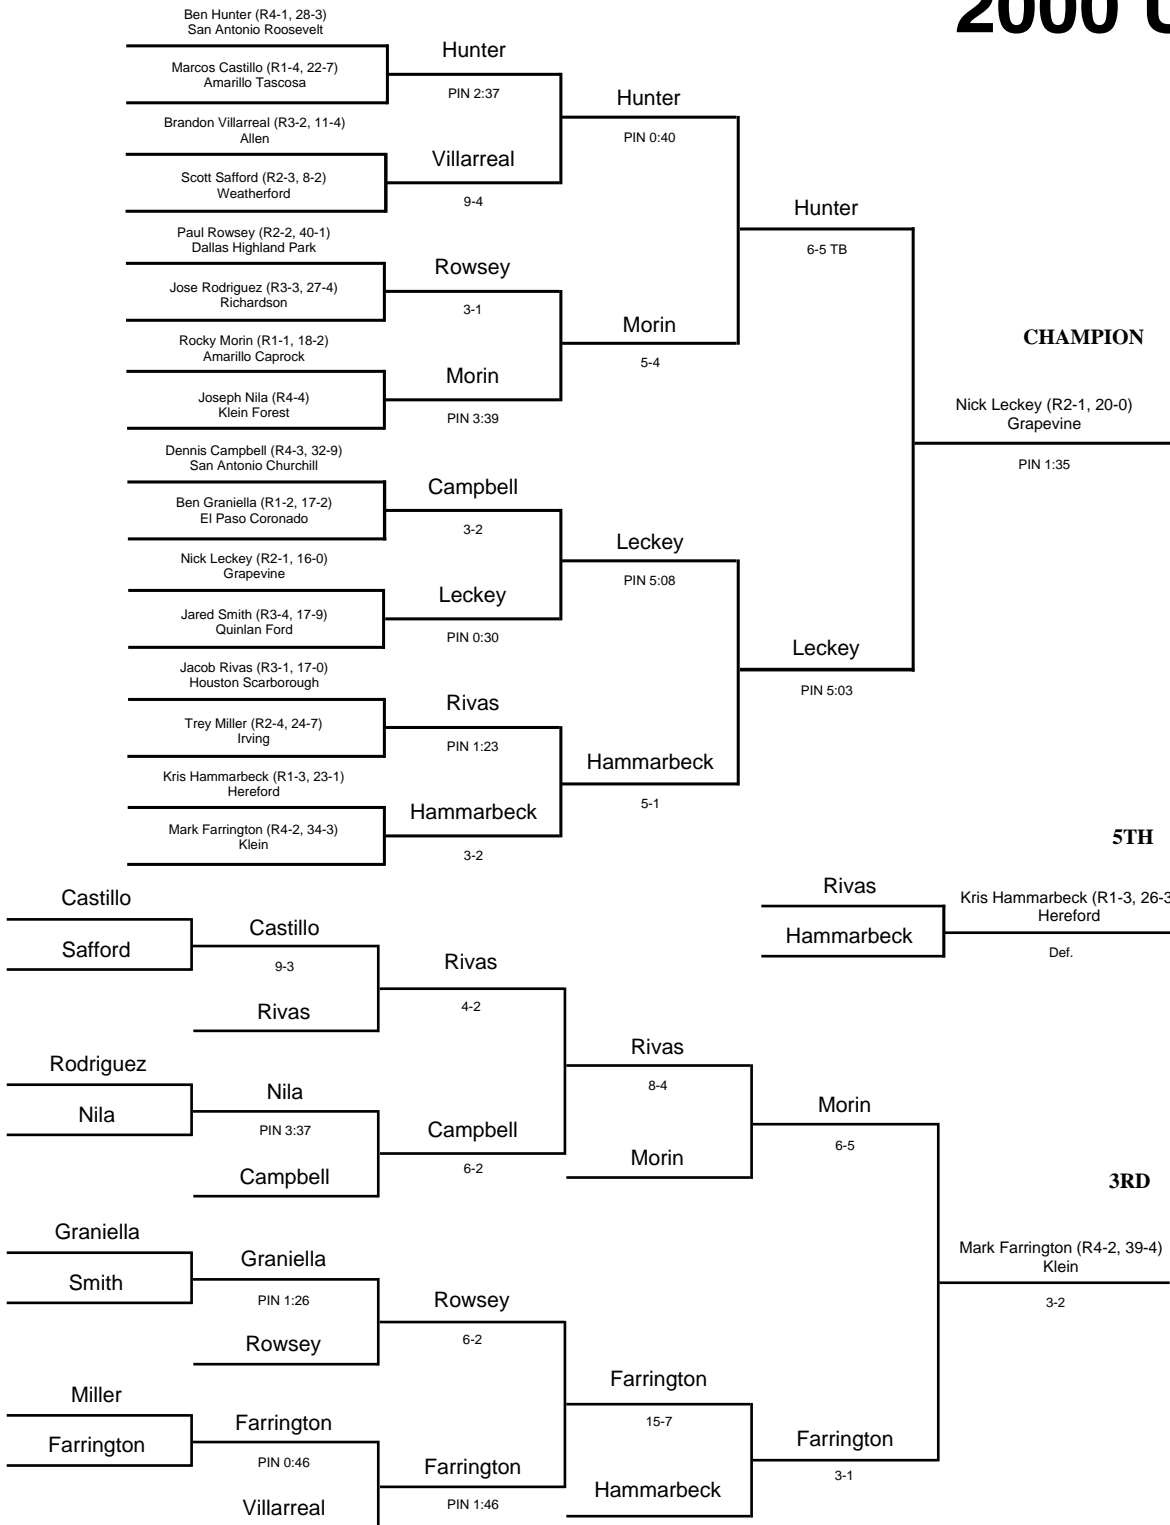 2000 U
Ben Hunter (R4-1, 28-3)
San Antonio Roosevelt
Marcos Castillo (R1-4, 22-7)
Amarillo Tascosa
Brandon Villarreal (R3-2, 11-4)
Allen
Scott Safford (R2-3, 8-2)
Weatherford
Paul Rowsey (R2-2, 40-1)
Dallas Highland Park
Jose Rodriguez (R3-3, 27-4)
Richardson
Rocky Morin (R1-1, 18-2)
Amarillo Caprock
Joseph Nila (R4-4)
Klein Forest
Dennis Campbell (R4-3, 32-9)
San Antonio Churchill
Ben Graniella (R1-2, 17-2)
El Paso Coronado
Nick Leckey (R2-1, 16-0)
Grapevine
Jared Smith (R3-4, 17-9)
Quinlan Ford
Jacob Rivas (R3-1, 17-0)
Houston Scarborough
Trey Miller (R2-4, 24-7)
Irving
Kris Hammarbeck (R1-3, 23-1)
Hereford
Mark Farrington (R4-2, 34-3)
Klein
Hunter
PIN 2:37
Villarreal
9-4
Rowsey
3-1
Morin
PIN 3:39
Campbell
3-2
Leckey
PIN 0:30
Rivas
PIN 1:23
Hammarbeck
3-2
Hunter
PIN 0:40
Morin
5-4
Leckey
PIN 5:08
Hammarbeck
5-1
Hunter
6-5 TB
Leckey
PIN 5:03
CHAMPION
Nick Leckey (R2-1, 20-0)
Grapevine
PIN 1:35
5TH
Rivas
Hammarbeck
Kris Hammarbeck (R1-3, 26-3
Hereford
Def.
Castillo
Safford
Rodriguez
Nila
Graniella
Smith
Miller
Farrington
Castillo
9-3
Rivas
Nila
PIN 3:37
Campbell
Graniella
PIN 1:26
Rowsey
Farrington
PIN 0:46
Villarreal
Rivas
4-2
Campbell
6-2
Rowsey
6-2
Farrington
PIN 1:46
Rivas
8-4
Morin
Farrington
15-7
Hammarbeck
Morin
6-5
Farrington
3-1
3RD
Mark Farrington (R4-2, 39-4)
Klein
3-2